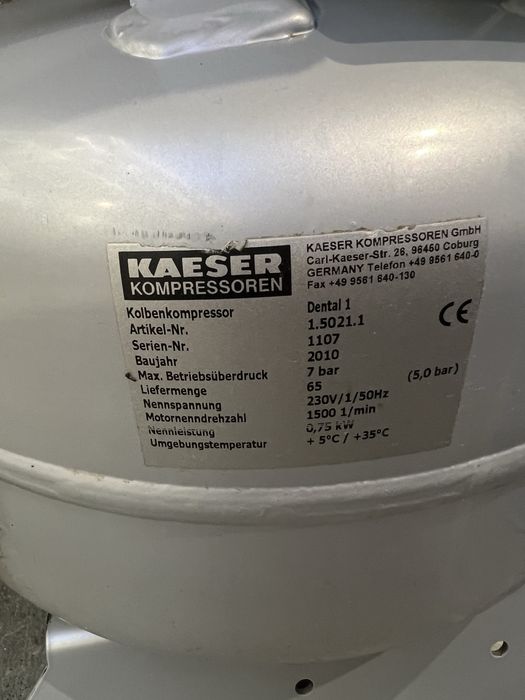 KAESER
KOMPRESSOREN
KAESER KOMPRESSOREN GmbH
Carl-Kaeser-Str. 26, 96450 Coburg
GERMANY Telefon +49 9561 640-0
Fax +49 9561 640-130
Kolbenkompressor Dental 1
Artikel-Nr. 1.5021.1
Serien-Nr. 1107
Baujahr 2010
Max. Betriebsüberdruck 7 bar (5,0 bar)
Liefermenge 65
Nennspannung 230V/1/50Hz
Motornenndrehzahl 1500 1/min
Nennleistung 0,75 kW
Umgebungstemperatur + 5°C / +35°C
CE